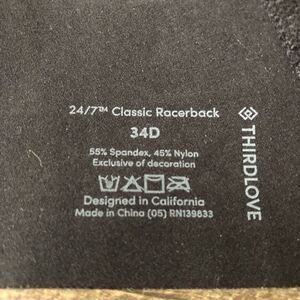 24/7™ Classic Racerback
34D
55% Spandex, 45% Nylon
Exclusive of decoration
Designed in California
Made in China (05) RN139833
THIRDLOVE